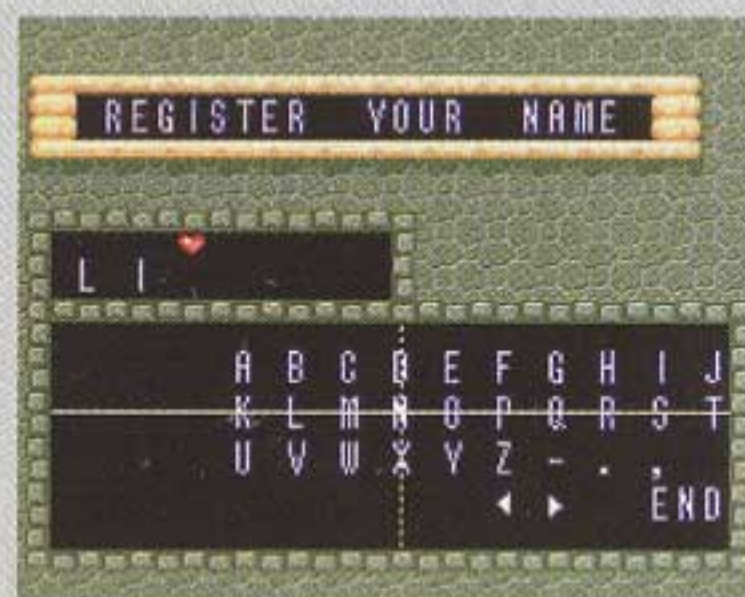 REGISTER YOUR NAME
L I
A B C D E F G H I J
K L M N O P Q R S T
U V W X Y Z - . ,
◀ ▶ END